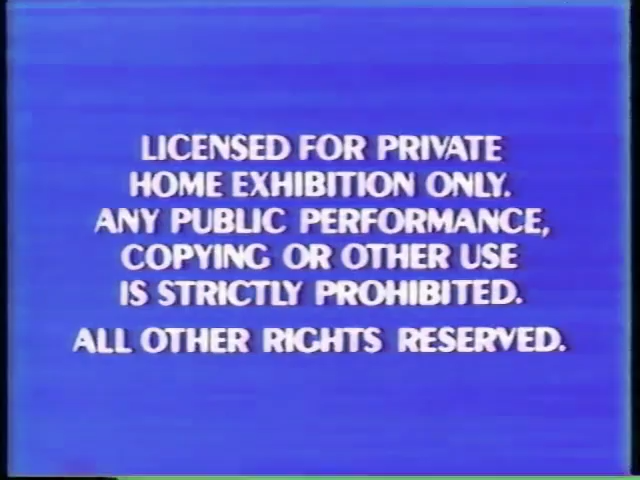 LICENSED FOR PRIVATE
HOME EXHIBITION ONLY.
ANY PUBLIC PERFORMANCE,
COPYING OR OTHER USE
IS STRICTLY PROHIBITED.
ALL OTHER RIGHTS RESERVED.